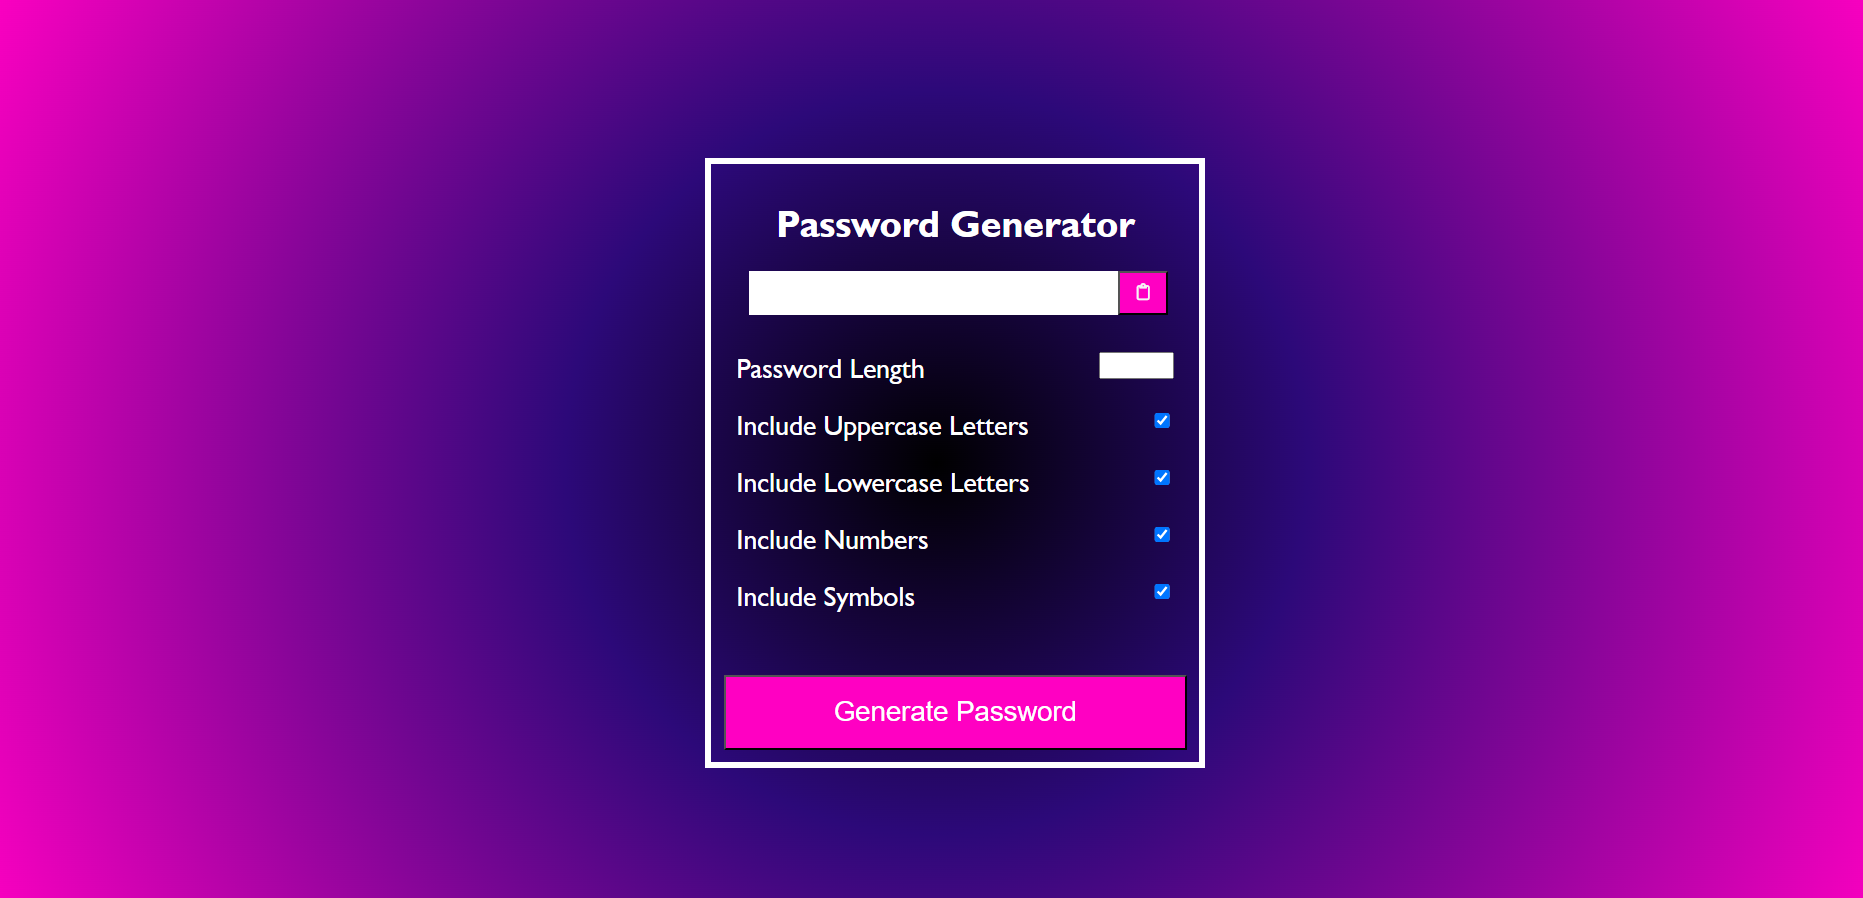 Password Generator
Password Length
Include Uppercase Letters
Include Lowercase Letters
Include Numbers
Include Symbols
Generate Password